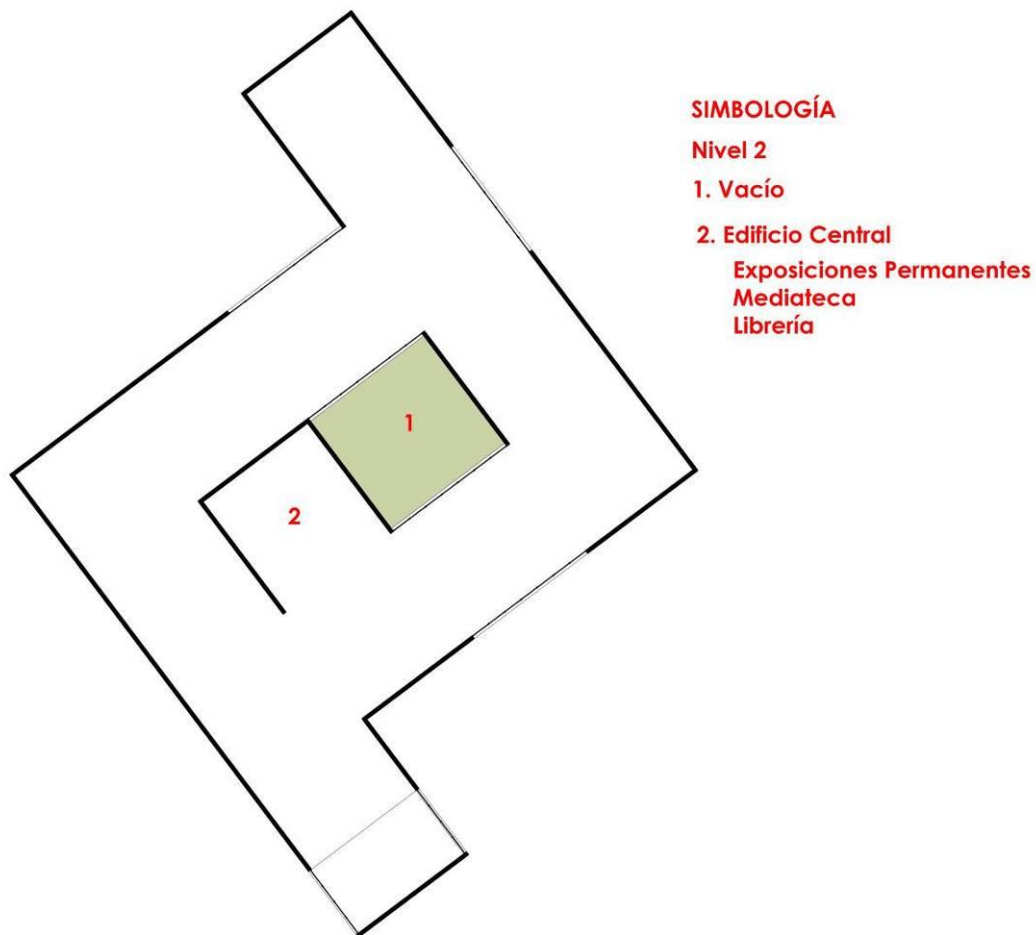 SIMBOLOGÍA
Nivel 2
1. Vacío
2. Edificio Central
Exposiciones Permanentes
Mediateca
Librería
1
2